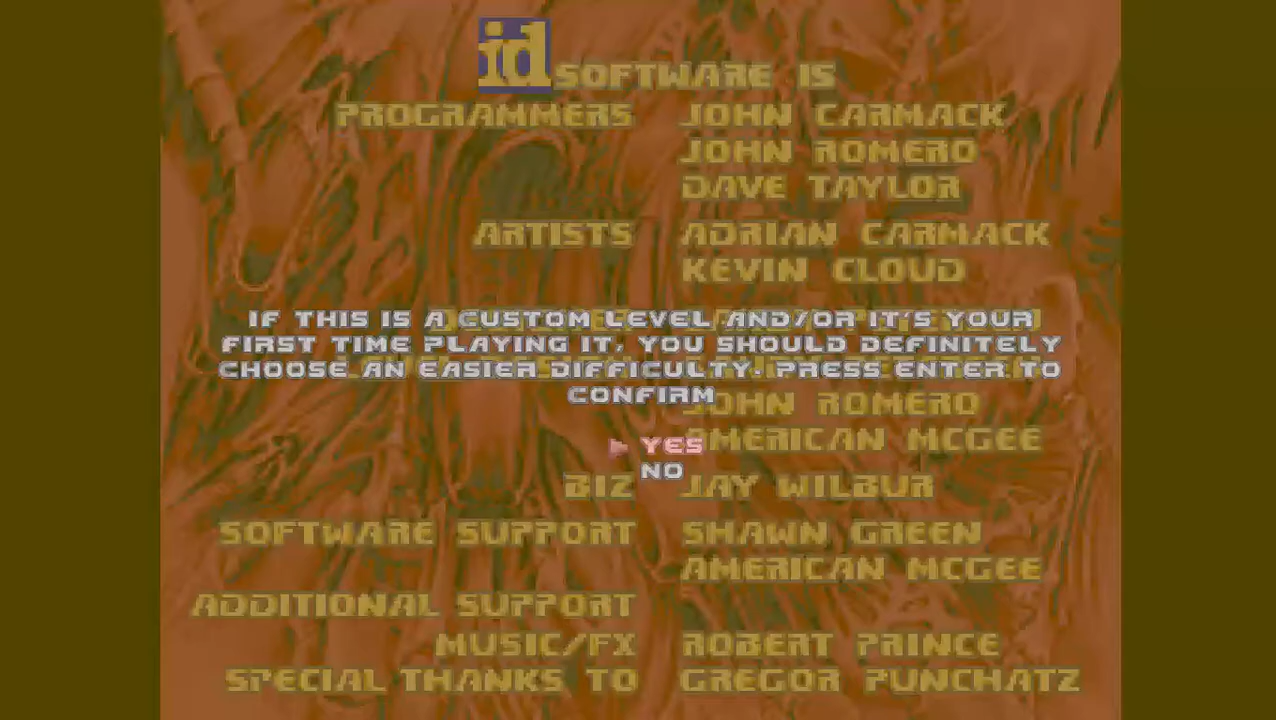 id SOFTWARE IS
PROGRAMMERS JOHN CARMACK
JOHN ROMERO
DAVE TAYLOR
ARTISTS ADRIAN CARMACK
KEVIN CLOUD
IF THIS IS A CUSTOM LEVEL AND/OR IT'S YOUR
FIRST TIME PLAYING IT, YOU SHOULD DEFINITELY
CHOOSE AN EASIER DIFFICULTY. PRESS ENTER TO
CONFIRM
JOHN ROMERO
AMERICAN MCGEE
YES
NO
BIZ JAY WILBUR
SOFTWARE SUPPORT SHAWN GREEN
AMERICAN MCGEE
ADDITIONAL SUPPORT
MUSIC/FX ROBERT PRINCE
SPECIAL THANKS TO GREGOR PUNCHATZ